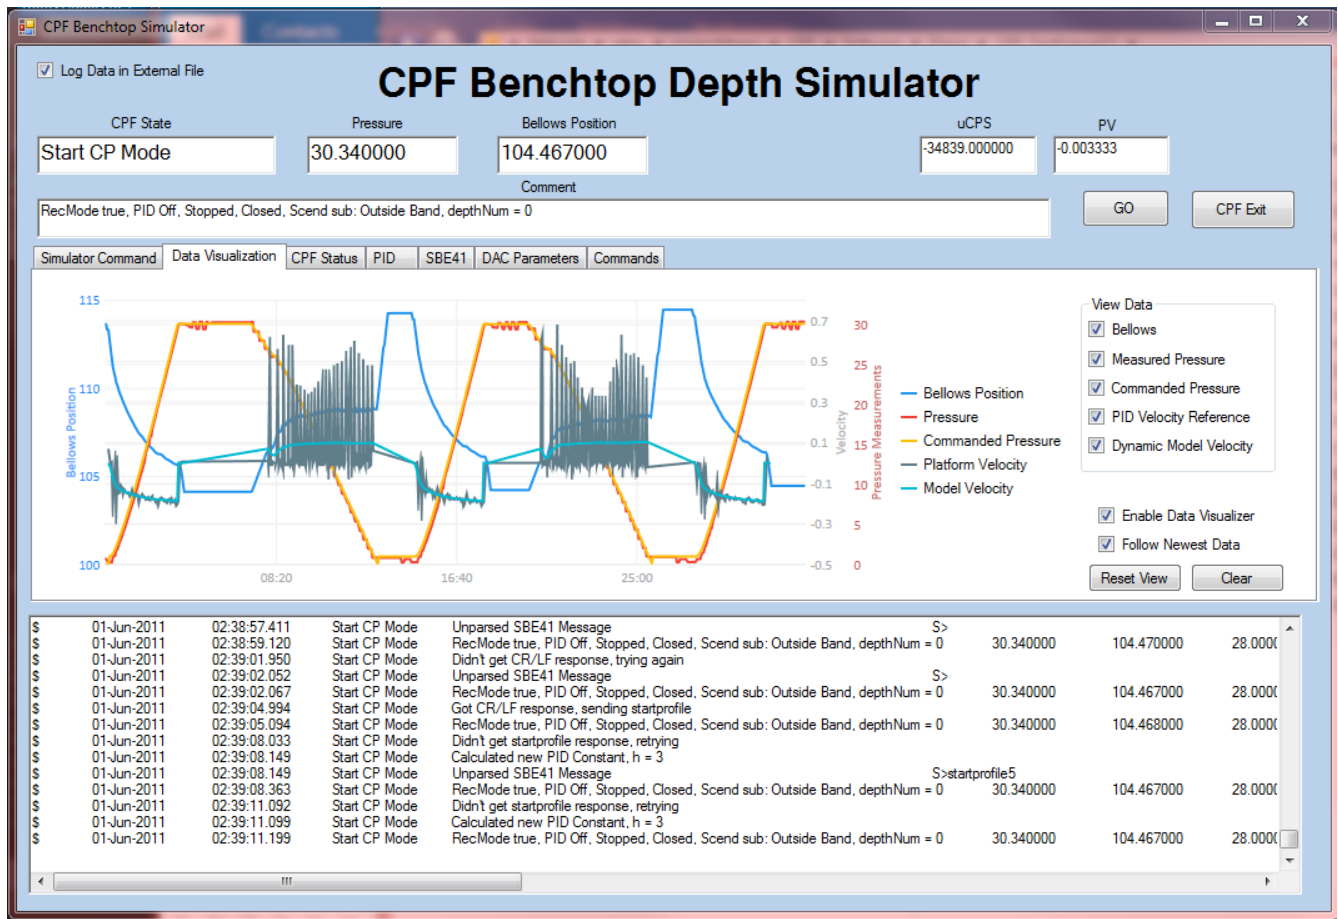 CPF Benchtop Simulator
Contacts
Log Data in External File
CPF Benchtop Depth Simulator
CPF State Pressure Bellows Position uCPS PV
Start CP Mode 30.340000 104.467000 -34839.000000 -0.003333
Comment
RecMode true, PID Off, Stopped, Closed, Scend sub: Outside Band, depthNum = 0
GO CPF Exit
Simulator Command Data Visualization CPF Status PID SBE41 DAC Parameters Commands
115
110
105
100
Bellows Position
08:20 16:40 25:00
0.7
0.5
0.3
0.1
-0.1
-0.3
-0.5
Velocity
30
25
20
15
10
5
0
Pressure Measurements
Bellows Position
Pressure
Commanded Pressure
Platform Velocity
Model Velocity
View Data
Bellows
Measured Pressure
Commanded Pressure
PID Velocity Reference
Dynamic Model Velocity
Enable Data Visualizer
Follow Newest Data
Reset View Clear
$ 01-Jun-2011 02:38:57.411 Start CP Mode Unparsed SBE41 Message S>
$ 01-Jun-2011 02:38:59.120 Start CP Mode RecMode true, PID Off, Stopped, Closed, Scend sub: Outside Band, depthNum = 0 30.340000 104.470000 28.0000
$ 01-Jun-2011 02:39:01.950 Start CP Mode Didn't get CR/LF response, trying again
$ 01-Jun-2011 02:39:02.052 Start CP Mode Unparsed SBE41 Message S>
$ 01-Jun-2011 02:39:02.067 Start CP Mode RecMode true, PID Off, Stopped, Closed, Scend sub: Outside Band, depthNum = 0 30.340000 104.467000 28.0000
$ 01-Jun-2011 02:39:04.994 Start CP Mode Got CR/LF response, sending startprofile
$ 01-Jun-2011 02:39:05.094 Start CP Mode RecMode true, PID Off, Stopped, Closed, Scend sub: Outside Band, depthNum = 0 30.340000 104.468000 28.0000
$ 01-Jun-2011 02:39:08.033 Start CP Mode Didn't get startprofile response, retrying
$ 01-Jun-2011 02:39:08.149 Start CP Mode Calculated new PID Constant, h = 3
$ 01-Jun-2011 02:39:08.149 Start CP Mode Unparsed SBE41 Message S>startprofile5
$ 01-Jun-2011 02:39:08.363 Start CP Mode RecMode true, PID Off, Stopped, Closed, Scend sub: Outside Band, depthNum = 0 30.340000 104.467000 28.0000
$ 01-Jun-2011 02:39:11.092 Start CP Mode Didn't get startprofile response, retrying
$ 01-Jun-2011 02:39:11.099 Start CP Mode Calculated new PID Constant, h = 3
$ 01-Jun-2011 02:39:11.199 Start CP Mode RecMode true, PID Off, Stopped, Closed, Scend sub: Outside Band, depthNum = 0 30.340000 104.467000 28.0000